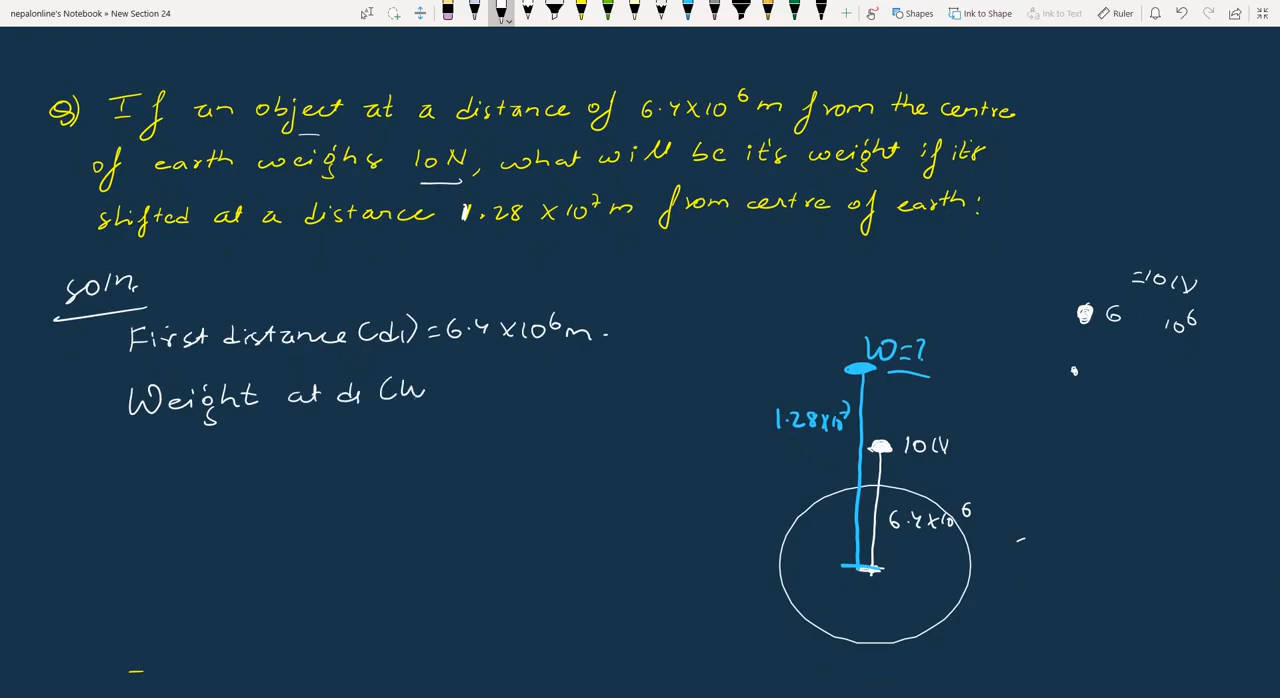 nepalonline's Notebook » New Section 24
Shapes Ink to Shape Ink to Text Ruler
Q) If an object at a distance of 6.4×10⁶ m from the centre
of earth weighs 10N, what will be it's weight if it's
shifted at a distance 1.28 ×10⁷ m from centre of earth:
Soln,
First distance (d1) = 6.4 ×10⁶ m.
Weight at d1 (W
=10N
6 10⁶
W=?
1.28×10⁷
10N
6.4×10⁶